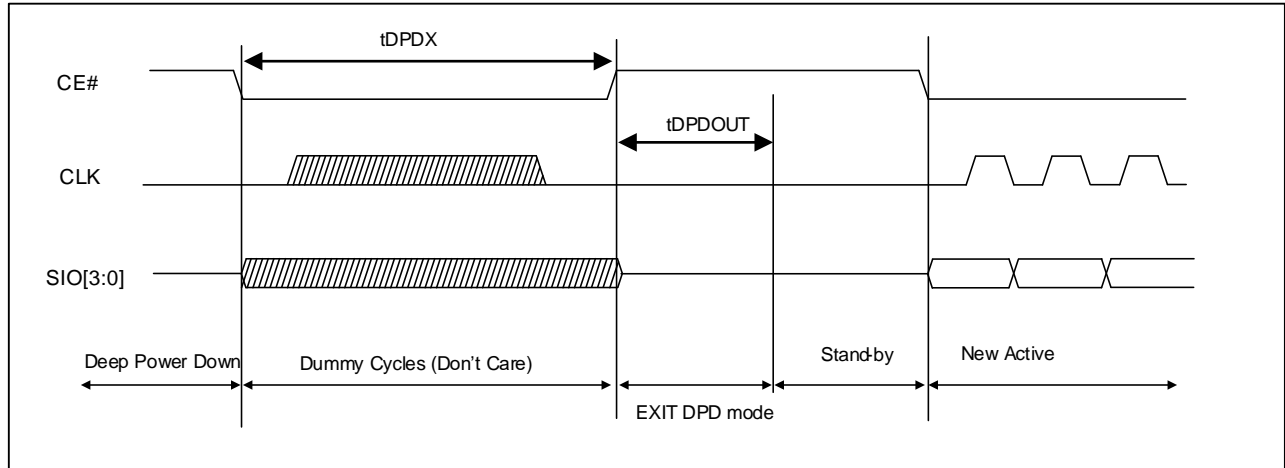 tDPDX
CE#
tDPDOUT
CLK
SIO[3:0]
Deep Power Down
Dummy Cycles (Don't Care)
Stand-by
New Active
EXIT DPD mode